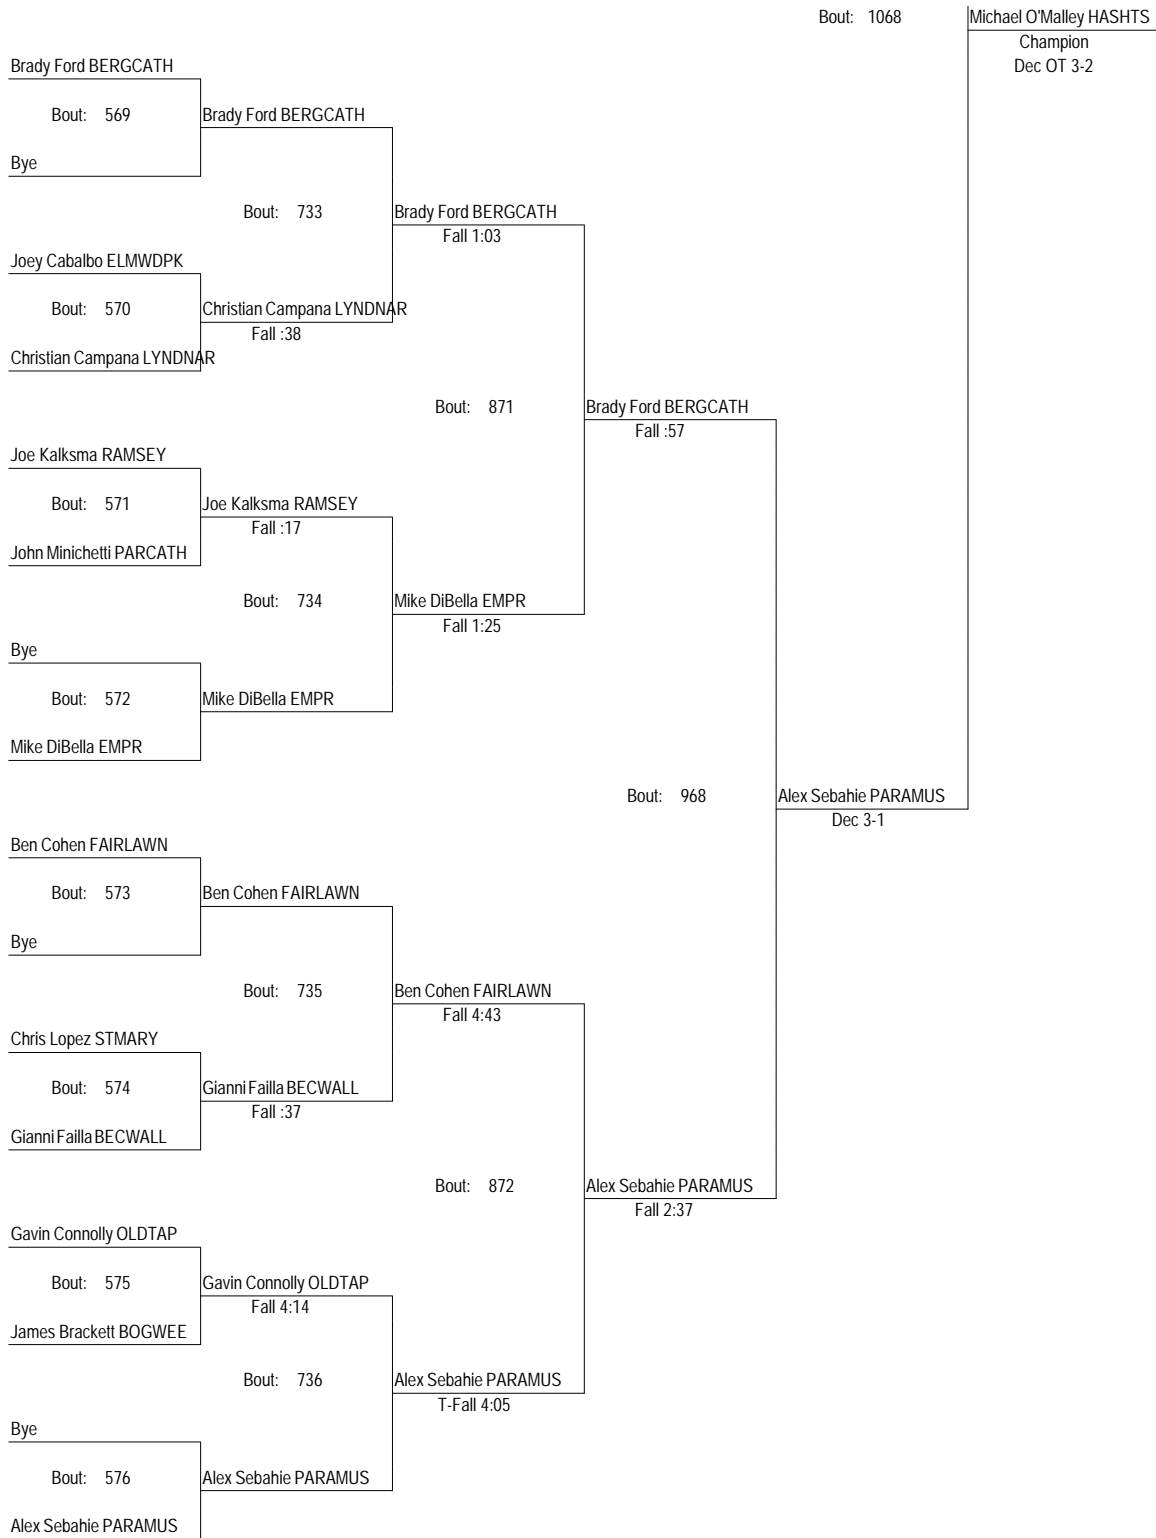 Bout: 1068 Michael O'Malley HASHTS
Champion
Dec OT 3-2
Brady Ford BERGCATH
Bout: 569 Brady Ford BERGCATH
Bye
Bout: 733 Brady Ford BERGCATH
Fall 1:03
Joey Cabalbo ELMWDPK
Bout: 570 Christian Campana LYNDNAR
Fall :38
Christian Campana LYNDNAR
Bout: 871 Brady Ford BERGCATH
Fall :57
Joe Kalksma RAMSEY
Bout: 571 Joe Kalksma RAMSEY
Fall :17
John Minichetti PARCATH
Bout: 734 Mike DiBella EMPR
Fall 1:25
Bye
Bout: 572 Mike DiBella EMPR
Mike DiBella EMPR
Bout: 968 Alex Sebahie PARAMUS
Dec 3-1
Ben Cohen FAIRLAWN
Bout: 573 Ben Cohen FAIRLAWN
Bye
Bout: 735 Ben Cohen FAIRLAWN
Fall 4:43
Chris Lopez STMARY
Bout: 574 Gianni Failla BECWALL
Fall :37
Gianni Failla BECWALL
Bout: 872 Alex Sebahie PARAMUS
Fall 2:37
Gavin Connolly OLDTAP
Bout: 575 Gavin Connolly OLDTAP
Fall 4:14
James Brackett BOGWEE
Bout: 736 Alex Sebahie PARAMUS
T-Fall 4:05
Bye
Bout: 576 Alex Sebahie PARAMUS
Alex Sebahie PARAMUS